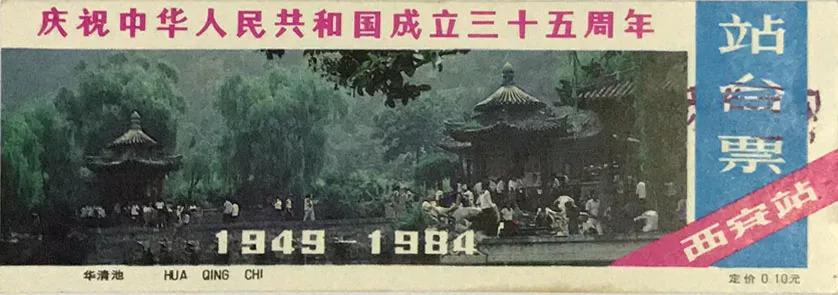 庆祝中华人民共和国成立三十五周年
站台票
西安站
1949-1984
华清池 HUA QING CHI
定价 0.10元